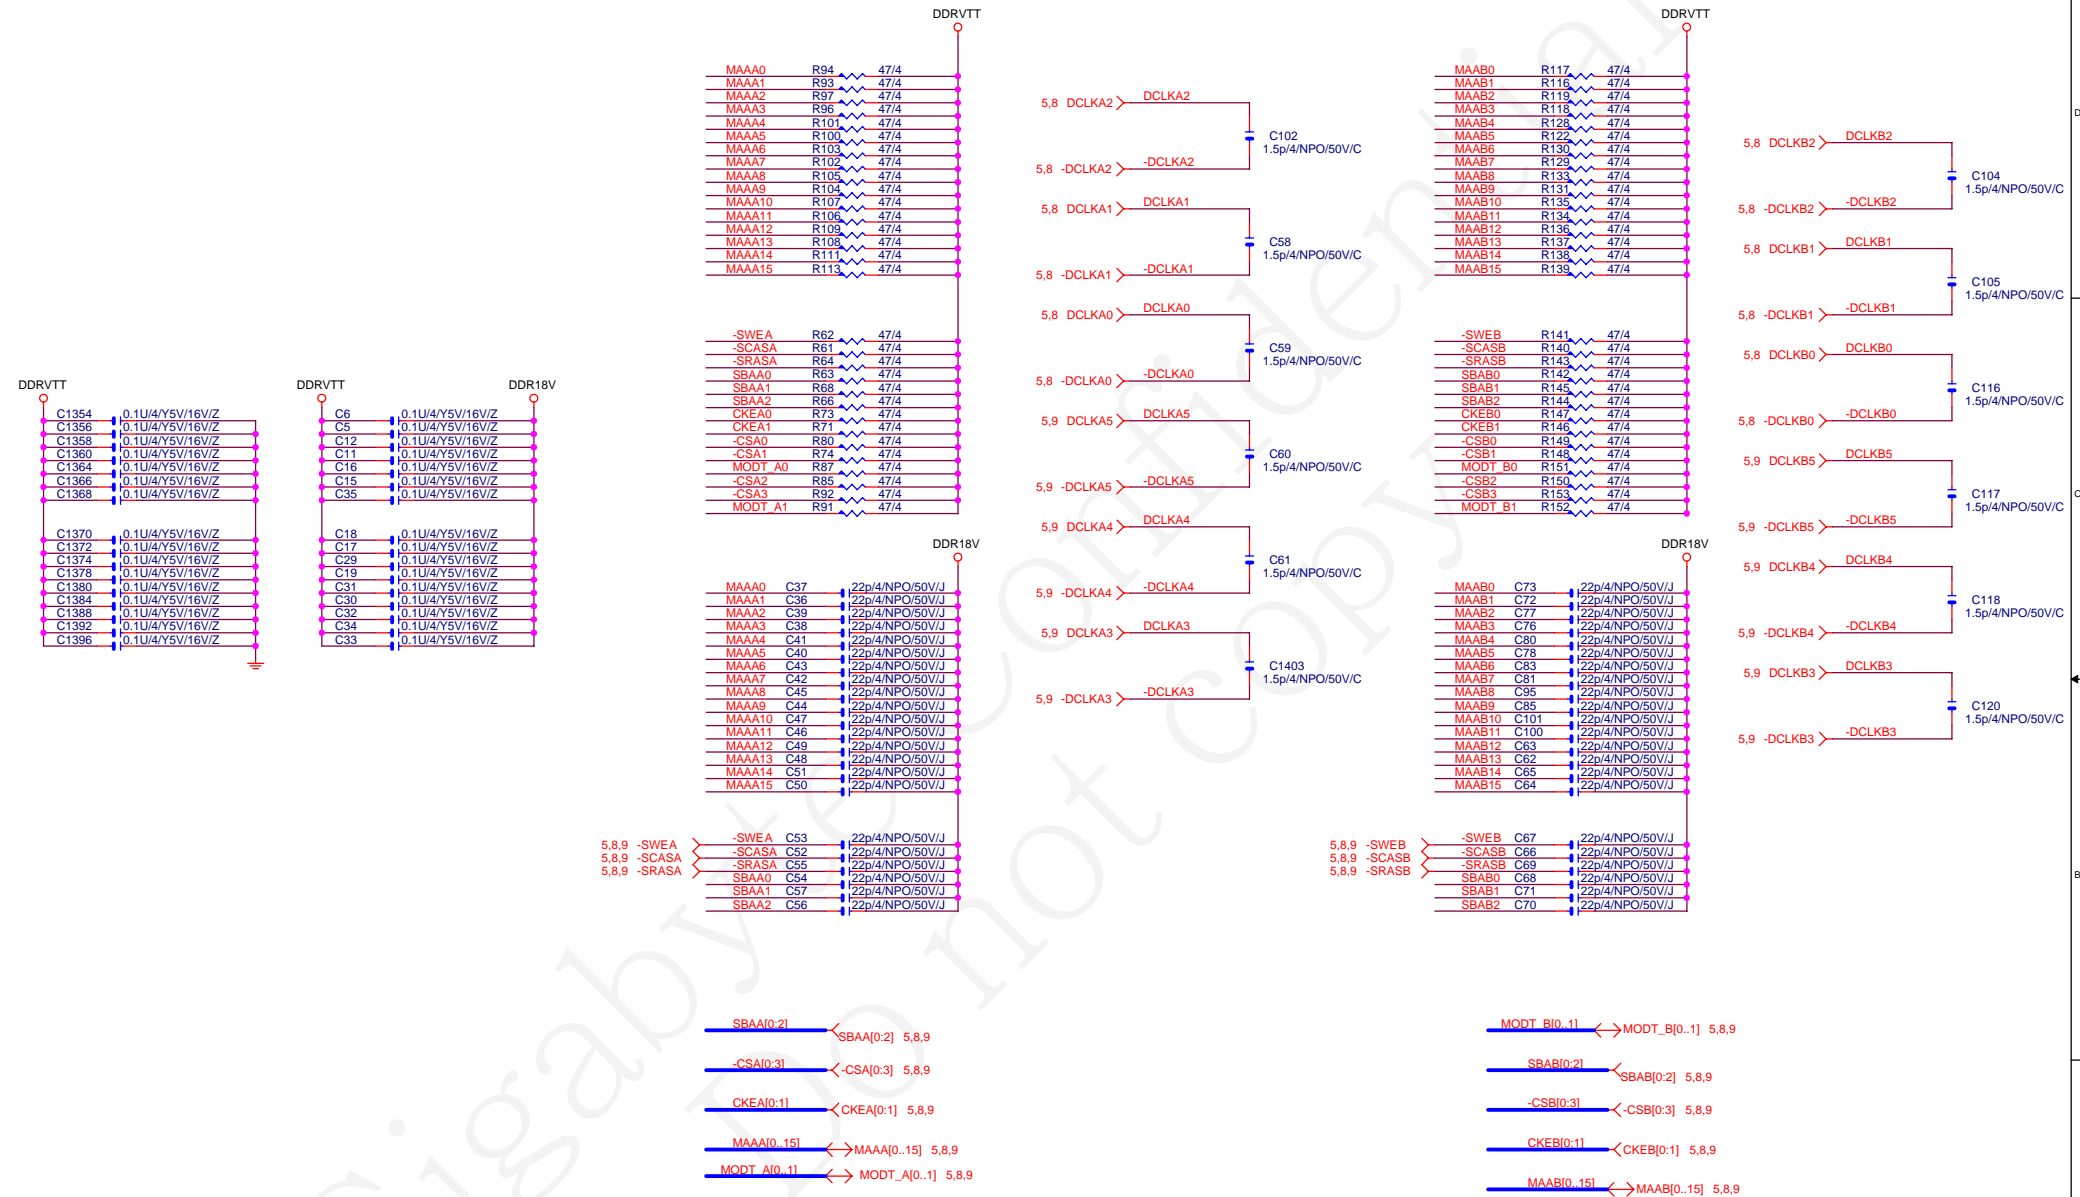 DDRVTT
C1354 0.1U/4/Y5V/16V/Z
C1356 0.1U/4/Y5V/16V/Z
C1358 0.1U/4/Y5V/16V/Z
C1360 0.1U/4/Y5V/16V/Z
C1364 0.1U/4/Y5V/16V/Z
C1366 0.1U/4/Y5V/16V/Z
C1368 0.1U/4/Y5V/16V/Z
C1370 0.1U/4/Y5V/16V/Z
C1372 0.1U/4/Y5V/16V/Z
C1374 0.1U/4/Y5V/16V/Z
C1378 0.1U/4/Y5V/16V/Z
C1380 0.1U/4/Y5V/16V/Z
C1384 0.1U/4/Y5V/16V/Z
C1388 0.1U/4/Y5V/16V/Z
C1392 0.1U/4/Y5V/16V/Z
C1396 0.1U/4/Y5V/16V/Z
DDRVTT DDR18V
C6 0.1U/4/Y5V/16V/Z
C5 0.1U/4/Y5V/16V/Z
C12 0.1U/4/Y5V/16V/Z
C11 0.1U/4/Y5V/16V/Z
C16 0.1U/4/Y5V/16V/Z
C15 0.1U/4/Y5V/16V/Z
C35 0.1U/4/Y5V/16V/Z
C18 0.1U/4/Y5V/16V/Z
C17 0.1U/4/Y5V/16V/Z
C29 0.1U/4/Y5V/16V/Z
C19 0.1U/4/Y5V/16V/Z
C31 0.1U/4/Y5V/16V/Z
C30 0.1U/4/Y5V/16V/Z
C32 0.1U/4/Y5V/16V/Z
C34 0.1U/4/Y5V/16V/Z
C33 0.1U/4/Y5V/16V/Z
DDRVTT
MAAA0 R94 47/4
MAAA1 R93 47/4
MAAA2 R97 47/4
MAAA3 R96 47/4
MAAA4 R101 47/4
MAAA5 R100 47/4
MAAA6 R103 47/4
MAAA7 R102 47/4
MAAA8 R105 47/4
MAAA9 R104 47/4
MAAA10 R107 47/4
MAAA11 R106 47/4
MAAA12 R109 47/4
MAAA13 R108 47/4
MAAA14 R111 47/4
MAAA15 R113 47/4
-SWEA R62 47/4
-SCASA R61 47/4
-SRASA R64 47/4
SBAA0 R63 47/4
SBAA1 R68 47/4
SBAA2 R66 47/4
CKEA0 R73 47/4
CKEA1 R71 47/4
-CSA0 R80 47/4
-CSA1 R74 47/4
MODT_A0 R87 47/4
-CSA2 R85 47/4
-CSA3 R92 47/4
MODT_A1 R91 47/4
DDR18V
MAAA0 C37 22p/4/NPO/50V/J
MAAA1 C36 22p/4/NPO/50V/J
MAAA2 C39 22p/4/NPO/50V/J
MAAA3 C38 22p/4/NPO/50V/J
MAAA4 C41 22p/4/NPO/50V/J
MAAA5 C40 22p/4/NPO/50V/J
MAAA6 C43 22p/4/NPO/50V/J
MAAA7 C42 22p/4/NPO/50V/J
MAAA8 C45 22p/4/NPO/50V/J
MAAA9 C44 22p/4/NPO/50V/J
MAAA10 C47 22p/4/NPO/50V/J
MAAA11 C46 22p/4/NPO/50V/J
MAAA12 C49 22p/4/NPO/50V/J
MAAA13 C48 22p/4/NPO/50V/J
MAAA14 C51 22p/4/NPO/50V/J
MAAA15 C50 22p/4/NPO/50V/J
5,8,9 -SWEA -SWEA C53 22p/4/NPO/50V/J
5,8,9 -SCASA -SCASA C52 22p/4/NPO/50V/J
5,8,9 -SRASA -SRASA C55 22p/4/NPO/50V/J
SBAA0 C54 22p/4/NPO/50V/J
SBAA1 C57 22p/4/NPO/50V/J
SBAA2 C56 22p/4/NPO/50V/J
SBAA[0:2] SBAA[0:2] 5,8,9
-CSA[0:3] -CSA[0:3] 5,8,9
CKEA[0:1] CKEA[0:1] 5,8,9
MAAA[0..15] MAAA[0..15] 5,8,9
MODT_A[0..1] MODT_A[0..1] 5,8,9
5,8 DCLKA2 DCLKA2
C102
1.5p/4/NPO/50V/C
5,8 -DCLKA2 -DCLKA2
5,8 DCLKA1 DCLKA1
C58
1.5p/4/NPO/50V/C
5,8 -DCLKA1 -DCLKA1
5,8 DCLKA0 DCLKA0
C59
1.5p/4/NPO/50V/C
5,8 -DCLKA0 -DCLKA0
5,9 DCLKA5 DCLKA5
C60
1.5p/4/NPO/50V/C
5,9 -DCLKA5 -DCLKA5
5,9 DCLKA4 DCLKA4
C61
1.5p/4/NPO/50V/C
5,9 -DCLKA4 -DCLKA4
5,9 DCLKA3 DCLKA3
C1403
1.5p/4/NPO/50V/C
5,9 -DCLKA3 -DCLKA3
DDRVTT
MAAB0 R117 47/4
MAAB1 R116 47/4
MAAB2 R119 47/4
MAAB3 R118 47/4
MAAB4 R128 47/4
MAAB5 R122 47/4
MAAB6 R130 47/4
MAAB7 R129 47/4
MAAB8 R133 47/4
MAAB9 R131 47/4
MAAB10 R135 47/4
MAAB11 R134 47/4
MAAB12 R136 47/4
MAAB13 R137 47/4
MAAB14 R138 47/4
MAAB15 R139 47/4
-SWEB R141 47/4
-SCASB R140 47/4
-SRASB R143 47/4
SBAB0 R142 47/4
SBAB1 R145 47/4
SBAB2 R144 47/4
CKEB0 R147 47/4
CKEB1 R146 47/4
-CSB0 R149 47/4
-CSB1 R148 47/4
MODT_B0 R151 47/4
-CSB2 R150 47/4
-CSB3 R153 47/4
MODT_B1 R152 47/4
DDR18V
MAAB0 C73 22p/4/NPO/50V/J
MAAB1 C72 22p/4/NPO/50V/J
MAAB2 C77 22p/4/NPO/50V/J
MAAB3 C76 22p/4/NPO/50V/J
MAAB4 C80 22p/4/NPO/50V/J
MAAB5 C78 22p/4/NPO/50V/J
MAAB6 C83 22p/4/NPO/50V/J
MAAB7 C81 22p/4/NPO/50V/J
MAAB8 C95 22p/4/NPO/50V/J
MAAB9 C85 22p/4/NPO/50V/J
MAAB10 C101 22p/4/NPO/50V/J
MAAB11 C100 22p/4/NPO/50V/J
MAAB12 C63 22p/4/NPO/50V/J
MAAB13 C62 22p/4/NPO/50V/J
MAAB14 C65 22p/4/NPO/50V/J
MAAB15 C64 22p/4/NPO/50V/J
5,8,9 -SWEB -SWEB C67 22p/4/NPO/50V/J
5,8,9 -SCASB -SCASB C66 22p/4/NPO/50V/J
5,8,9 -SRASB -SRASB C69 22p/4/NPO/50V/J
SBAB0 C68 22p/4/NPO/50V/J
SBAB1 C71 22p/4/NPO/50V/J
SBAB2 C70 22p/4/NPO/50V/J
MODT_B[0..1] MODT_B[0..1] 5,8,9
SBAB[0:2] SBAB[0:2] 5,8,9
-CSB[0:3] -CSB[0:3] 5,8,9
CKEB[0:1] CKEB[0:1] 5,8,9
MAAB[0..15] MAAB[0..15] 5,8,9
5,8 DCLKB2 DCLKB2
C104
1.5p/4/NPO/50V/C
5,8 -DCLKB2 -DCLKB2
5,8 DCLKB1 DCLKB1
C105
1.5p/4/NPO/50V/C
5,8 -DCLKB1 -DCLKB1
5,8 DCLKB0 DCLKB0
C116
1.5p/4/NPO/50V/C
5,8 -DCLKB0 -DCLKB0
5,9 DCLKB5 DCLKB5
C117
1.5p/4/NPO/50V/C
5,9 -DCLKB5 -DCLKB5
5,9 DCLKB4 DCLKB4
C118
1.5p/4/NPO/50V/C
5,9 -DCLKB4 -DCLKB4
5,9 DCLKB3 DCLKB3
C120
1.5p/4/NPO/50V/C
5,9 -DCLKB3 -DCLKB3
D
C
B
Gigabyte Confidential
Do not copy